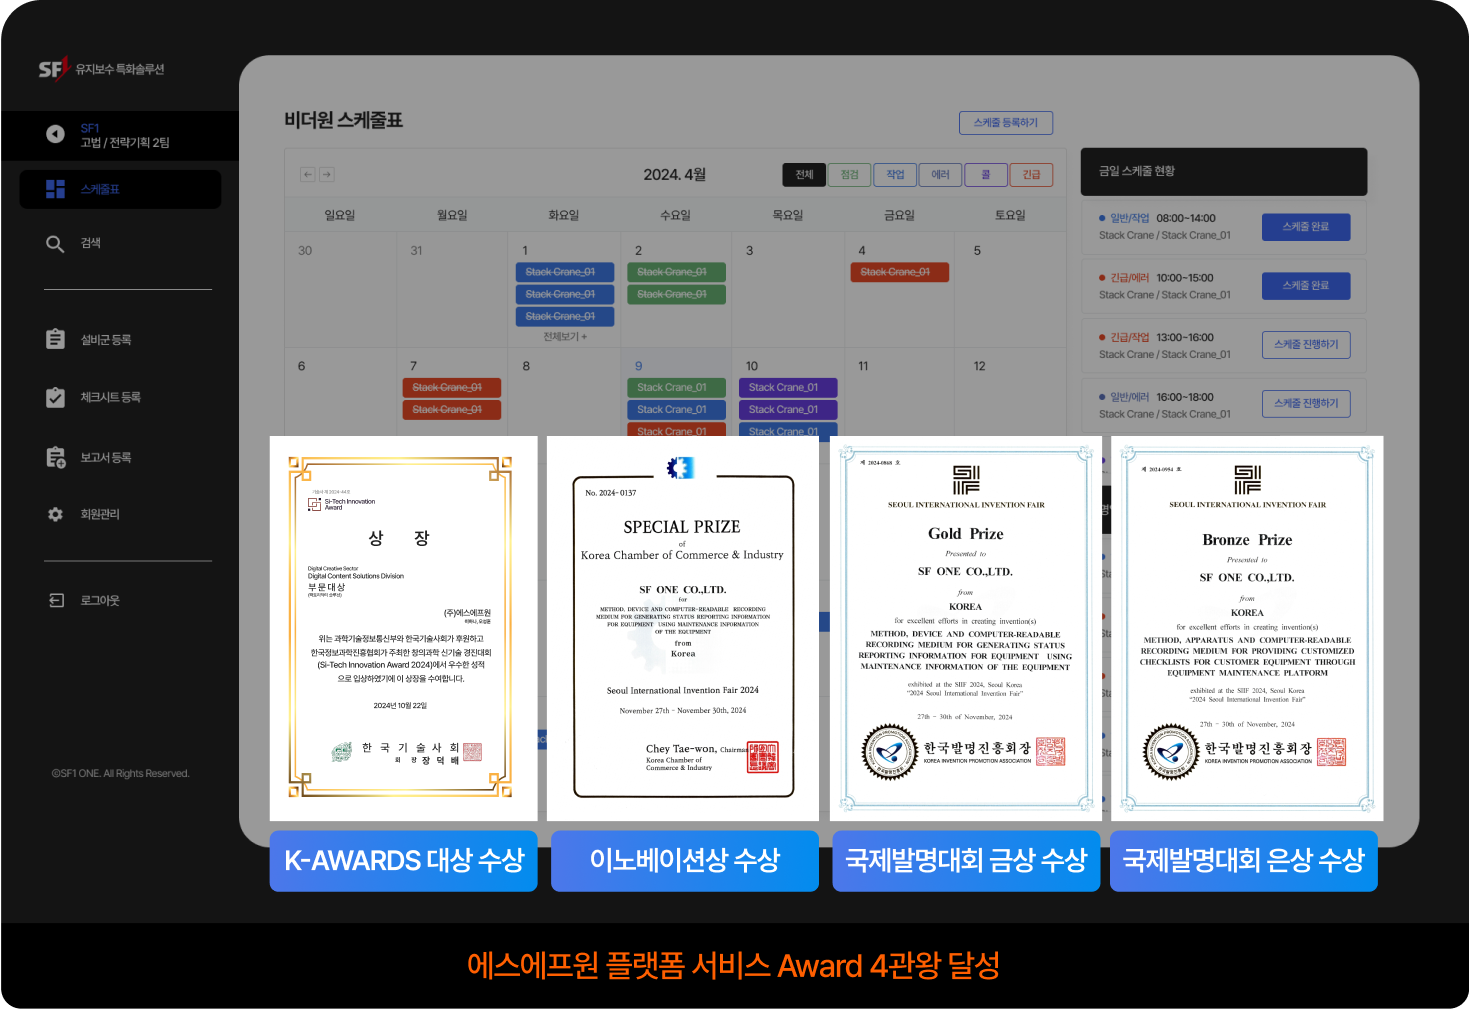 SF1 유지보수 특화솔루션
SF1
고법 / 전략기획 2팀
스케줄표
검색
설비군 등록
체크시트 등록
보고서 등록
회원관리
로그아웃
©SF1 ONE. All Rights Reserved.
비더원 스케줄표
스케줄 등록하기
2024. 4월
전체 점검 작업 에러 콜 긴급
일요일 월요일 화요일 수요일 목요일 금요일 토요일
30 31 1 2 3 4 5
Stack Crane_01 Stack Crane_01 Stack Crane_01
Stack Crane_01 Stack Crane_01
Stack Crane_01
전체보기 +
6 7 8 9 10 11 12
Stack Crane_01 Stack Crane_01 Stack Crane_01
Stack Crane_01 Stack Crane_01 Stack Crane_01
Stack Crane_01 Stack Crane_01
금일 스케줄 현황
일반/작업 08:00~14:00
Stack Crane / Stack Crane_01
스케줄 완료
긴급/에러 10:00~15:00
Stack Crane / Stack Crane_01
스케줄 완료
긴급/작업 13:00~16:00
Stack Crane / Stack Crane_01
스케줄 진행하기
일반/에러 16:00~18:00
Stack Crane / Stack Crane_01
스케줄 진행하기
Si-Tech Innovation
Award
상 장
Digital Creative Sector
Digital Content Solutions Division
부문대상
(주)에스에프원
위는 과학기술정보통신부와 한국기술사회가 후원하고
한국정보과학진흥협회가 주최한 창의과학 신기술 경진대회
(Si-Tech Innovation Award 2024)에서 우수한 성적
으로 입상하였기에 이 상장을 수여합니다.
2024년 10월 22일
한국기술사회
회 장 장덕배
No. 2024-0137
SPECIAL PRIZE
of
Korea Chamber of Commerce & Industry
SF ONE CO.,LTD.
for
METHOD, DEVICE AND COMPUTER-READABLE RECORDING
MEDIUM FOR GENERATING STATUS REPORTING INFORMATION
FOR EQUIPMENT USING MAINTENANCE INFORMATION
OF THE EQUIPMENT
from
Korea
Seoul International Invention Fair 2024
November 27th - November 30th, 2024
Chey Tae-won, Chairman
Korea Chamber of
Commerce & Industry
제 2024-0868 호
SIIF
SEOUL INTERNATIONAL INVENTION FAIR
Gold Prize
Presented to
SF ONE CO.,LTD.
from
KOREA
for excellent efforts in creating invention(s)
METHOD, DEVICE AND COMPUTER-READABLE
RECORDING MEDIUM FOR GENERATING STATUS
REPORTING INFORMATION FOR EQUIPMENT USING
MAINTENANCE INFORMATION OF THE EQUIPMENT
exhibited at the SIIF 2024, Seoul Korea
"2024 Seoul International Invention Fair"
27th - 30th of November, 2024
한국발명진흥회장
KOREA INVENTION PROMOTION ASSOCIATION
제 2024-0954 호
SIIF
SEOUL INTERNATIONAL INVENTION FAIR
Bronze Prize
Presented to
SF ONE CO.,LTD.
from
KOREA
for excellent efforts in creating invention(s)
METHOD, APPARATUS AND COMPUTER-READABLE
RECORDING MEDIUM FOR PROVIDING CUSTOMIZED
CHECKLISTS FOR CUSTOMER EQUIPMENT THROUGH
EQUIPMENT MAINTENANCE PLATFORM
exhibited at the SIIF 2024, Seoul Korea
"2024 Seoul International Invention Fair"
27th - 30th of November, 2024
한국발명진흥회장
KOREA INVENTION PROMOTION ASSOCIATION
K-AWARDS 대상 수상
이노베이션상 수상
국제발명대회 금상 수상
국제발명대회 은상 수상
에스에프원 플랫폼 서비스 Award 4관왕 달성